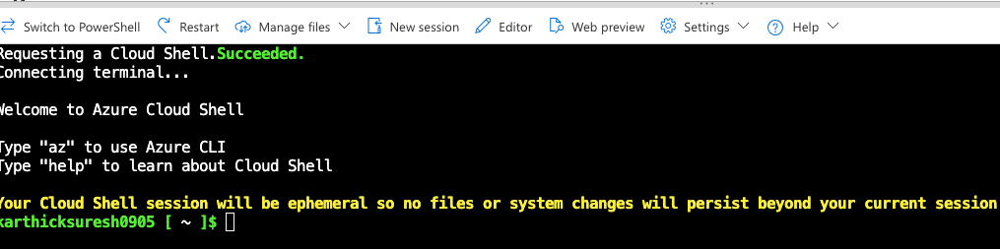 Switch to PowerShell Restart Manage files New session Editor Web preview Settings Help
Requesting a Cloud Shell.Succeeded.
Connecting terminal...
Welcome to Azure Cloud Shell
Type "az" to use Azure CLI
Type "help" to learn about Cloud Shell
Your Cloud Shell session will be ephemeral so no files or system changes will persist beyond your current session
karthicksuresh0905 [ ~ ]$